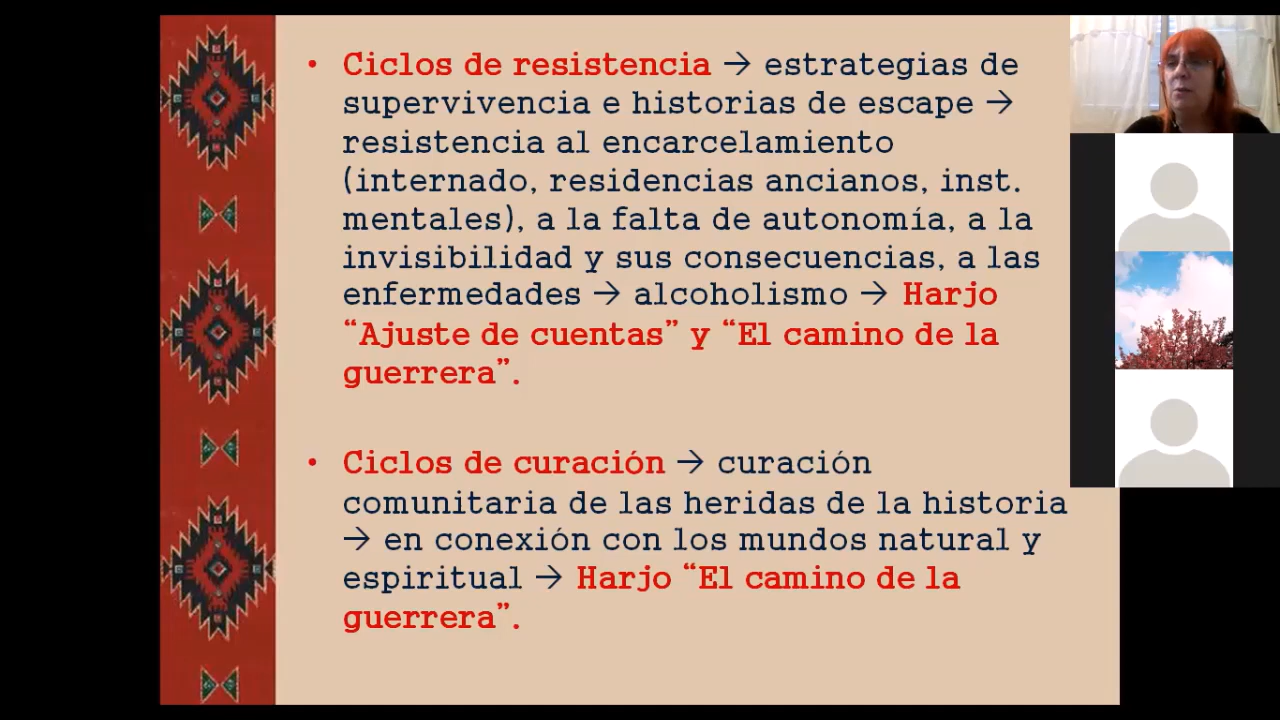 • Ciclos de resistencia → estrategias de
supervivencia e historias de escape →
resistencia al encarcelamiento
(internado, residencias ancianos, inst.
mentales), a la falta de autonomía, a la
invisibilidad y sus consecuencias, a las
enfermedades → alcoholismo → Harjo
“Ajuste de cuentas” y “El camino de la
guerrera”.
• Ciclos de curación → curación
comunitaria de las heridas de la historia
→ en conexión con los mundos natural y
espiritual → Harjo “El camino de la
guerrera”.